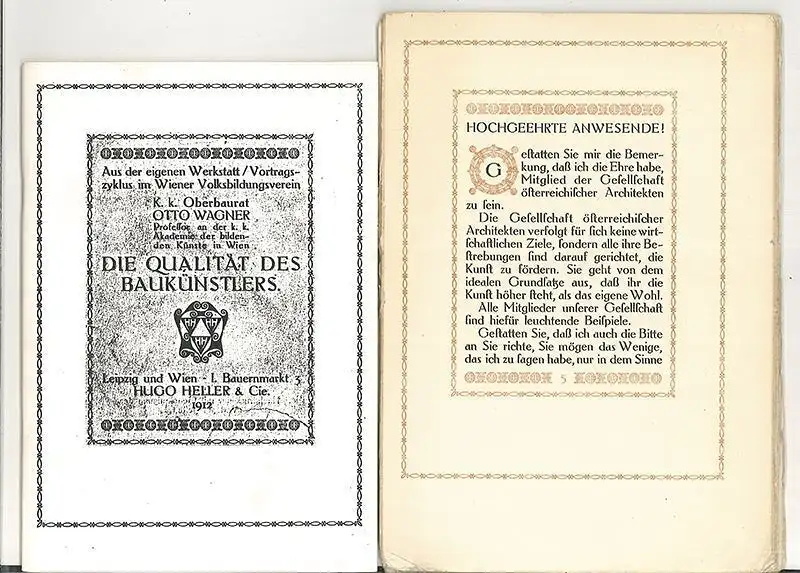 Aus der eigenen Werkstatt / Vortrags-
zyklus im Wiener Volksbildungsverein
K. k. Oberbaurat
OTTO WAGNER
Professor an der k. k.
Akademie der bilden-
den Künste in Wien
DIE QUALITÄT DES
BAUKÜNSTLERS.
HH
Leipzig und Wien - I. Bauernmarkt 3
HUGO HELLER & Cie.
1912
HOCHGEEHRTE ANWESENDE!
Geſtatten Sie mir die Bemer-
kung, daß ich die Ehre habe,
Mitglied der Geſellſchaft
öſterreichiſcher Architekten
zu ſein.
Die Geſellſchaft öſterreichiſcher
Architekten verfolgt für ſich keine wirt-
ſchaftlichen Ziele, ſondern alle ihre Be-
ſtrebungen ſind darauf gerichtet, die
Kunſt zu fördern. Sie geht von dem
idealen Grundſatze aus, daß ihr die
Kunſt höher ſteht, als das eigene Wohl.
Alle Mitglieder unſerer Geſellſchaft
ſind hiefür leuchtende Beiſpiele.
Geſtatten Sie, daß ich auch die Bitte
an Sie richte, Sie mögen das Wenige,
das ich zu ſagen habe, nur in dem Sinne
5